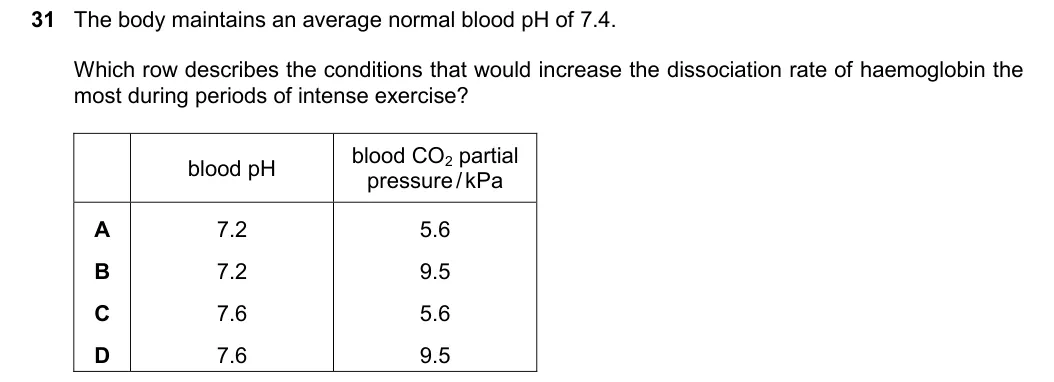 31 The body maintains an average normal blood pH of 7.4.
Which row describes the conditions that would increase the dissociation rate of haemoglobin the
most during periods of intense exercise?
blood pH
blood CO₂ partial
pressure / kPa
A 7.2 5.6
B 7.2 9.5
C 7.6 5.6
D 7.6 9.5